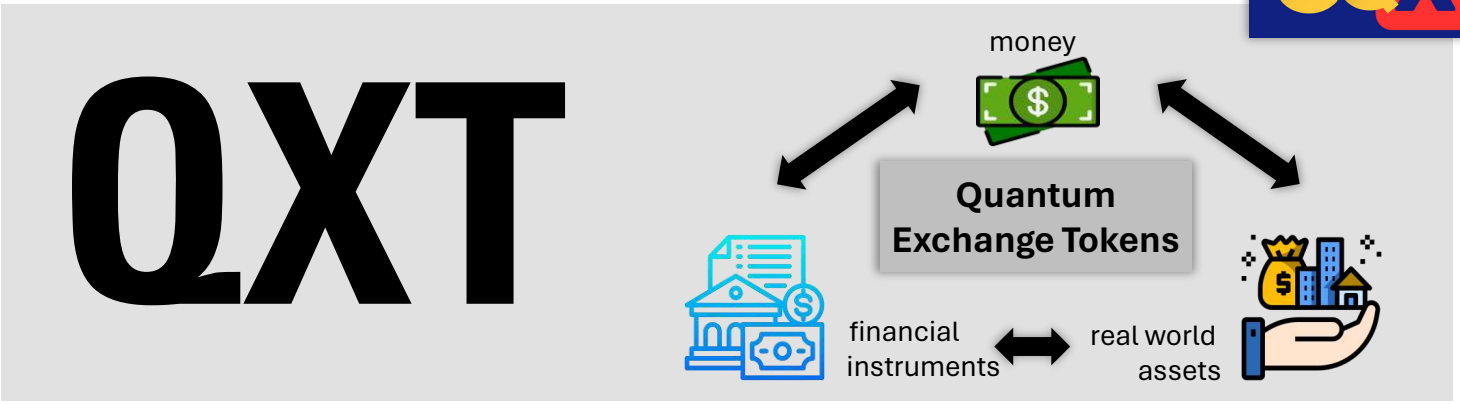 QXT
money
$
Quantum
Exchange Tokens
$
$
financial
instruments
real world
assets